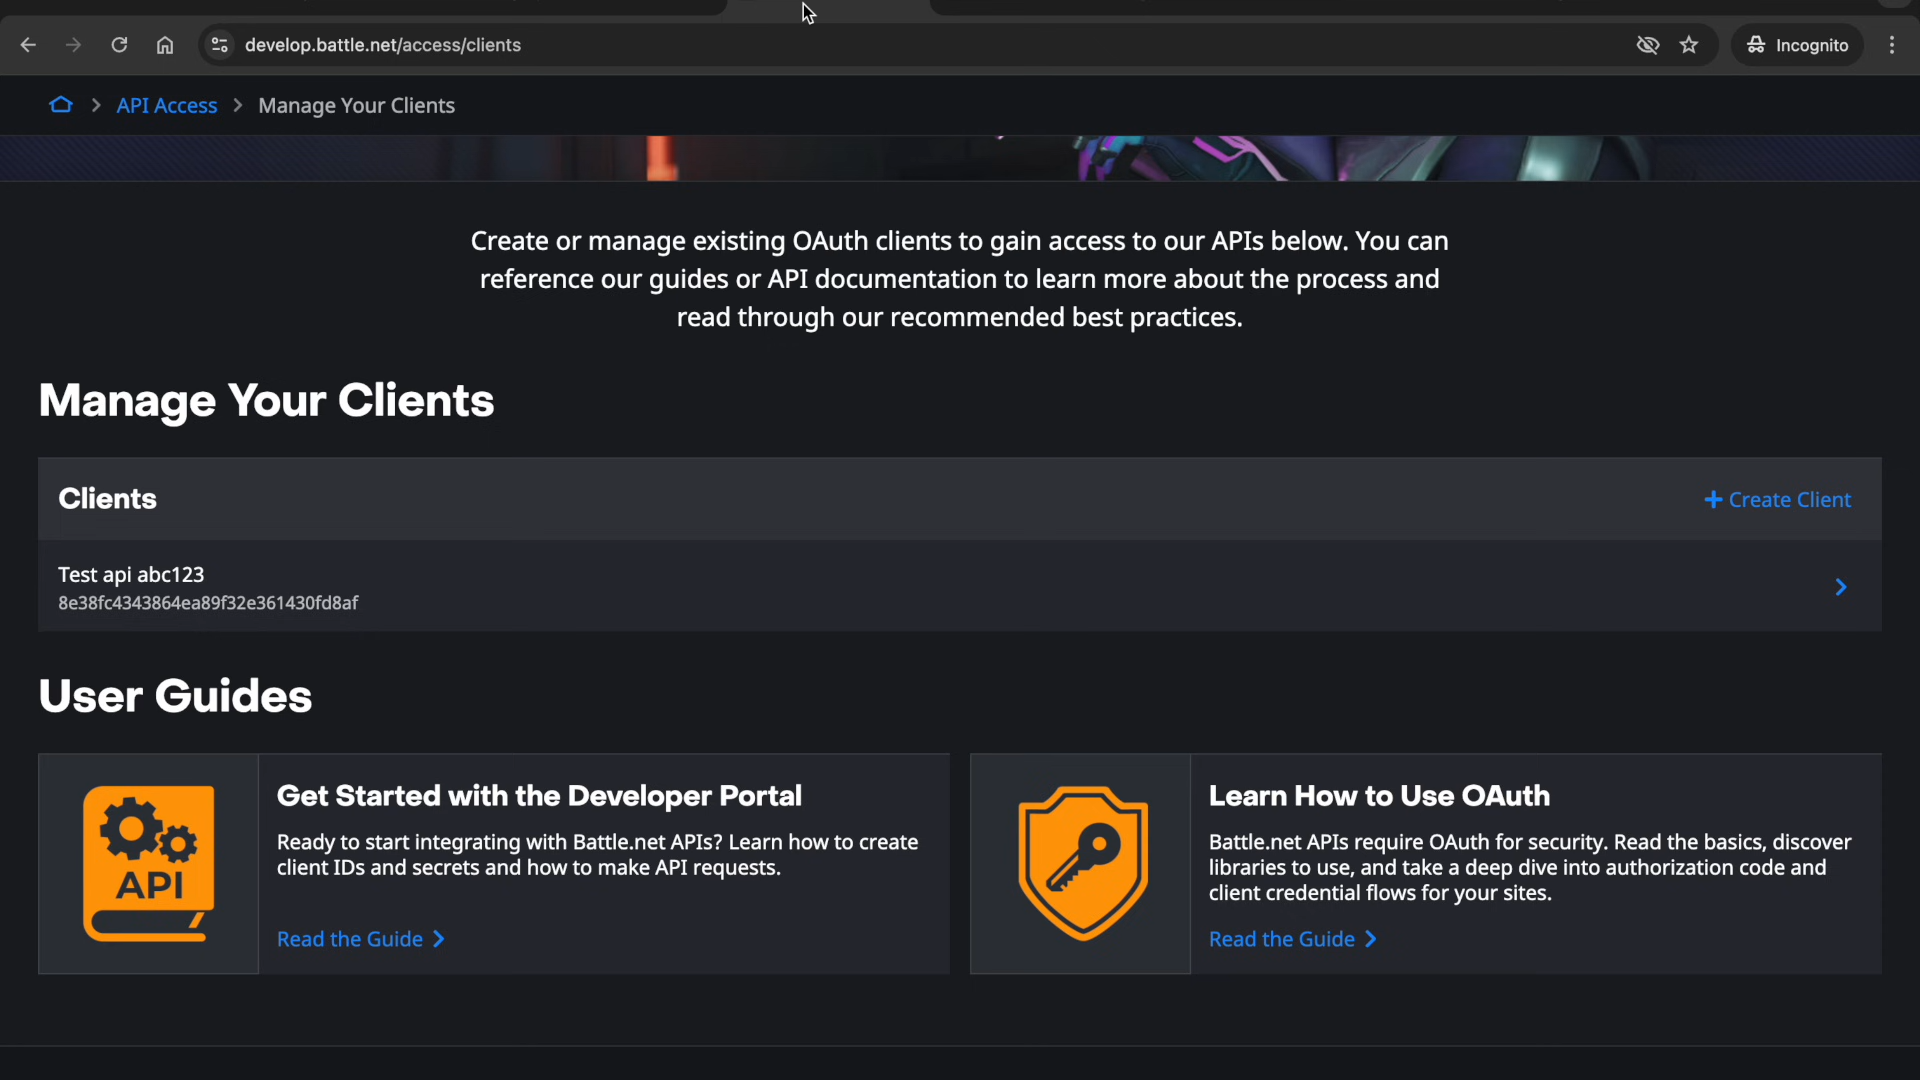 develop.battle.net/access/clients
Incognito
API Access > Manage Your Clients
Create or manage existing OAuth clients to gain access to our APIs below. You can
reference our guides or API documentation to learn more about the process and
read through our recommended best practices.
Manage Your Clients
Clients
+ Create Client
Test api abc123
8e38fc4343864ea89f32e361430fd8af
User Guides
API
Get Started with the Developer Portal
Ready to start integrating with Battle.net APIs? Learn how to create
client IDs and secrets and how to make API requests.
Read the Guide
Learn How to Use OAuth
Battle.net APIs require OAuth for security. Read the basics, discover
libraries to use, and take a deep dive into authorization code and
client credential flows for your sites.
Read the Guide